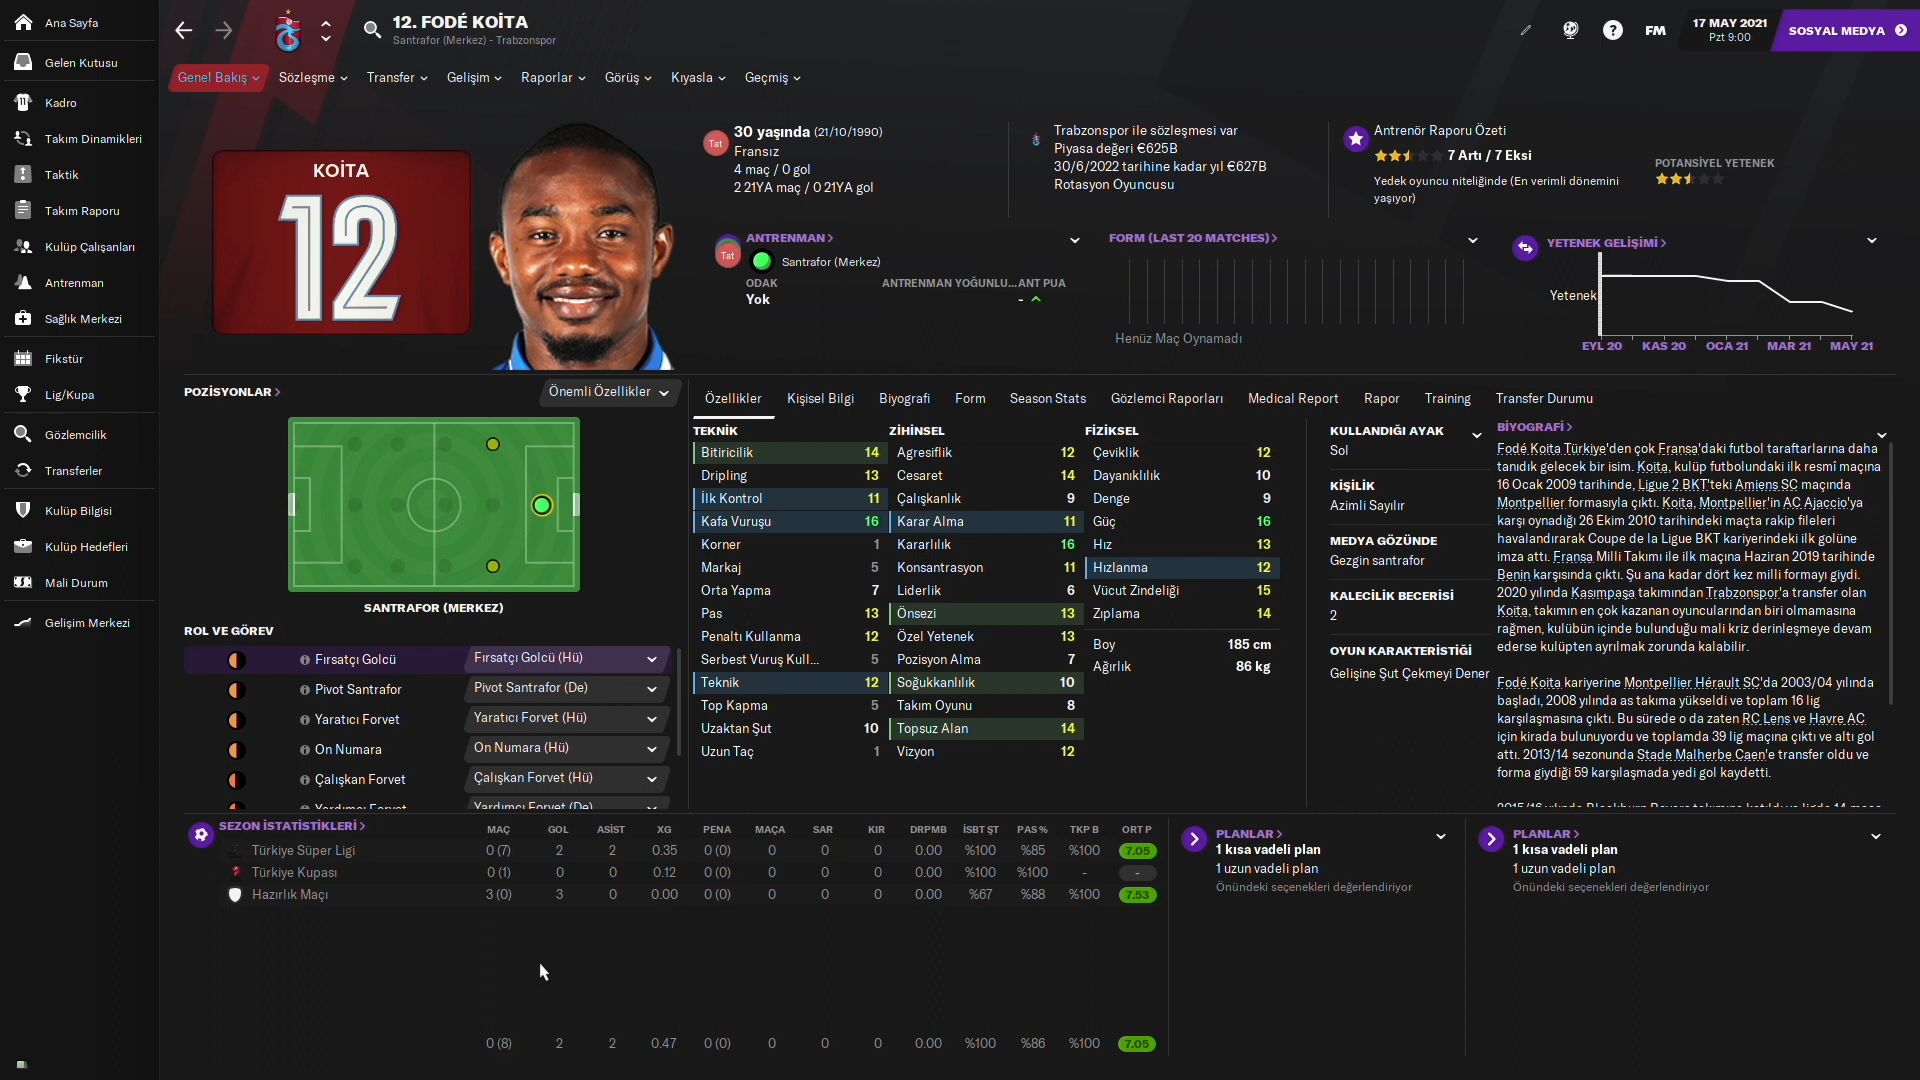 Ana Sayfa
Gelen Kutusu
Kadro
Takım Dinamikleri
Taktik
Takım Raporu
Kulüp Çalışanları
Antrenman
Sağlık Merkezi
Fikstür
Lig/Kupa
Gözlemcilik
Transferler
Kulüp Bilgisi
Kulüp Hedefleri
Mali Durum
Gelişim Merkezi
12. FODÉ KOİTA
Santrafor (Merkez) - Trabzonspor
FM
17 MAY 2021
Pzt 9:00
SOSYAL MEDYA
Genel Bakış Sözleşme Transfer Gelişim Raporlar Görüş Kıyasla Geçmiş
KOİTA
12
Tat
30 yaşında (21/10/1990)
Fransız
4 maç / 0 gol
2 21YA maç / 0 21YA gol
Trabzonspor ile sözleşmesi var
Piyasa değeri €625B
30/6/2022 tarihine kadar yıl €627B
Rotasyon Oyuncusu
Antrenör Raporu Özeti
7 Artı / 7 Eksi
Yedek oyuncu niteliğinde (En verimli dönemini
yaşıyor)
POTANSİYEL YETENEK
Tat
ANTRENMAN
Santrafor (Merkez)
ODAK ANTRENMAN YOĞUNLU... ANT PUA
Yok -
FORM (LAST 20 MATCHES)
Henüz Maç Oynamadı
YETENEK GELİŞİMİ
Yetenek
EYL 20 KAS 20 OCA 21 MAR 21 MAY 21
POZİSYONLAR
Önemli Özellikler
SANTRAFOR (MERKEZ)
ROL VE GÖREV
Fırsatçı Golcü Fırsatçı Golcü (Hü)
Pivot Santrafor Pivot Santrafor (De)
Yaratıcı Forvet Yaratıcı Forvet (Hü)
On Numara On Numara (Hü)
Çalışkan Forvet Çalışkan Forvet (Hü)
Yardımcı Forvet Yardımcı Forvet (De)
Özellikler Kişisel Bilgi Biyografi Form Season Stats Gözlemci Raporları Medical Report Rapor Training Transfer Durumu
TEKNİK
Bitiricilik 14
Dripling 13
İlk Kontrol 11
Kafa Vuruşu 16
Korner 1
Markaj 5
Orta Yapma 7
Pas 13
Penaltı Kullanma 12
Serbest Vuruş Kull... 5
Teknik 12
Top Kapma 5
Uzaktan Şut 10
Uzun Taç 1
ZİHİNSEL
Agresiflik 12
Cesaret 14
Çalışkanlık 9
Karar Alma 11
Kararlılık 16
Konsantrasyon 11
Liderlik 6
Önsezi 13
Özel Yetenek 13
Pozisyon Alma 7
Soğukkanlılık 10
Takım Oyunu 8
Topsuz Alan 14
Vizyon 12
FİZİKSEL
Çeviklik 12
Dayanıklılık 10
Denge 9
Güç 16
Hız 13
Hızlanma 12
Vücut Zindeliği 15
Zıplama 14
Boy 185 cm
Ağırlık 86 kg
KULLANDIĞI AYAK
Sol
KİŞİLİK
Azimli Sayılır
MEDYA GÖZÜNDE
Gezgin santrafor
KALECİLİK BECERİSİ
2
OYUN KARAKTERİSTİĞİ
Gelişine Şut Çekmeyi Dener
BİYOGRAFİ
Fodé Koita Türkiye'den çok Fransa'daki futbol taraftarlarına daha
tanıdık gelecek bir isim. Koita, kulüp futbolundaki ilk resmî maçına
16 Ocak 2009 tarihinde, Ligue 2 BKT'teki Amiens SC maçında
Montpellier formasıyla çıktı. Koita, Montpellier'in AC Ajaccio'ya
karşı oynadığı 26 Ekim 2010 tarihindeki maçta rakip fileleri
havalandırarak Coupe de la Ligue BKT kariyerindeki ilk golüne
imza attı. Fransa Milli Takımı ile ilk maçına Haziran 2019 tarihinde
Benin karşısında çıktı. Şu ana kadar dört kez milli formayı giydi.
2020 yılında Kasımpaşa takımından Trabzonspor'a transfer olan
Koita, takımın en çok kazanan oyuncularından biri olmamasına
rağmen, kulübün içinde bulunduğu mali kriz derinleşmeye devam
ederse kulüpten ayrılmak zorunda kalabilir.
Fodé Koita kariyerine Montpellier Hérault SC'da 2003/04 yılında
başladı, 2008 yılında as takıma yükseldi ve toplam 16 lig
karşılaşmasına çıktı. Bu sürede o da zaten RC Lens ve Havre AC
için kirada bulunuyordu ve toplamda 39 lig maçına çıktı ve altı gol
attı. 2013/14 sezonunda Stade Malherbe Caen'e transfer oldu ve
forma giydiği 59 karşılaşmada yedi gol kaydetti.
2015/16 yılında Blackburn Rovers takımına katıldı ve ligde 14 maça
SEZON İSTATİSTİKLERİ MAÇ GOL ASİST XG PENA MAÇA SAR KIR DRPMB İSBT ŞT PAS % TKP B ORT P
Türkiye Süper Ligi 0 (7) 2 2 0.35 0 (0) 0 0 0 0.00 %100 %85 %100 7.05
Türkiye Kupası 0 (1) 0 0 0.12 0 (0) 0 0 0 0.00 %100 %100 - -
Hazırlık Maçı 3 (0) 3 0 0.00 0 (0) 0 0 0 0.00 %67 %88 %100 7.53
0 (8) 2 2 0.47 0 (0) 0 0 0 0.00 %100 %86 %100 7.05
PLANLAR
1 kısa vadeli plan
1 uzun vadeli plan
Önündeki seçenekleri değerlendiriyor
PLANLAR
1 kısa vadeli plan
1 uzun vadeli plan
Önündeki seçenekleri değerlendiriyor